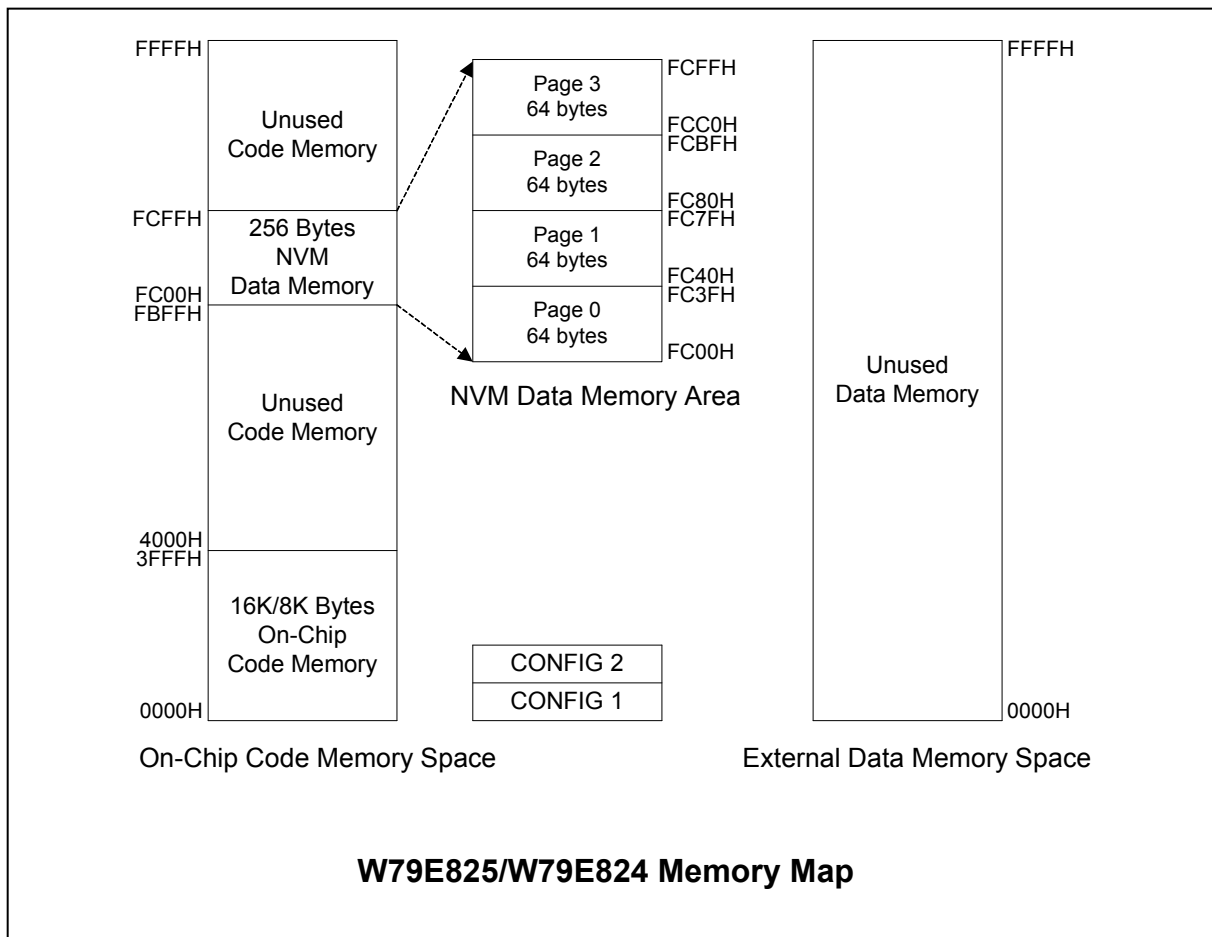 FFFFH
Unused
Code Memory
FCFFH
256 Bytes
NVM
Data Memory
FC00H
FBFFH
Unused
Code Memory
4000H
3FFFH
16K/8K Bytes
On-Chip
Code Memory
0000H
On-Chip Code Memory Space
FCFFH
Page 3
64 bytes
FCC0H
FCBFH
Page 2
64 bytes
FC80H
FC7FH
Page 1
64 bytes
FC40H
FC3FH
Page 0
64 bytes
FC00H
NVM Data Memory Area
CONFIG 2
CONFIG 1
FFFFH
Unused
Data Memory
0000H
External Data Memory Space
W79E825/W79E824 Memory Map